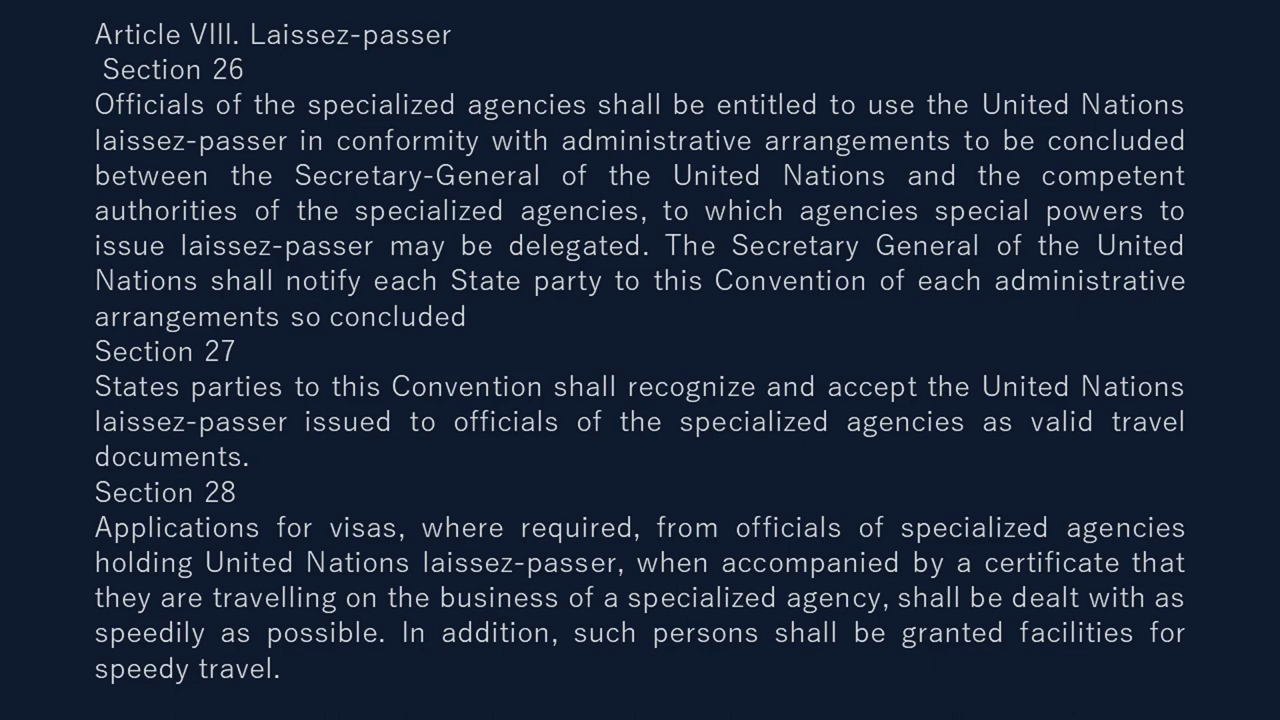 Article VIII. Laissez-passer
Section 26
Officials of the specialized agencies shall be entitled to use the United Nations
laissez-passer in conformity with administrative arrangements to be concluded
between the Secretary-General of the United Nations and the competent
authorities of the specialized agencies, to which agencies special powers to
issue laissez-passer may be delegated. The Secretary General of the United
Nations shall notify each State party to this Convention of each administrative
arrangements so concluded
Section 27
States parties to this Convention shall recognize and accept the United Nations
laissez-passer issued to officials of the specialized agencies as valid travel
documents.
Section 28
Applications for visas, where required, from officials of specialized agencies
holding United Nations laissez-passer, when accompanied by a certificate that
they are travelling on the business of a specialized agency, shall be dealt with as
speedily as possible. In addition, such persons shall be granted facilities for
speedy travel.